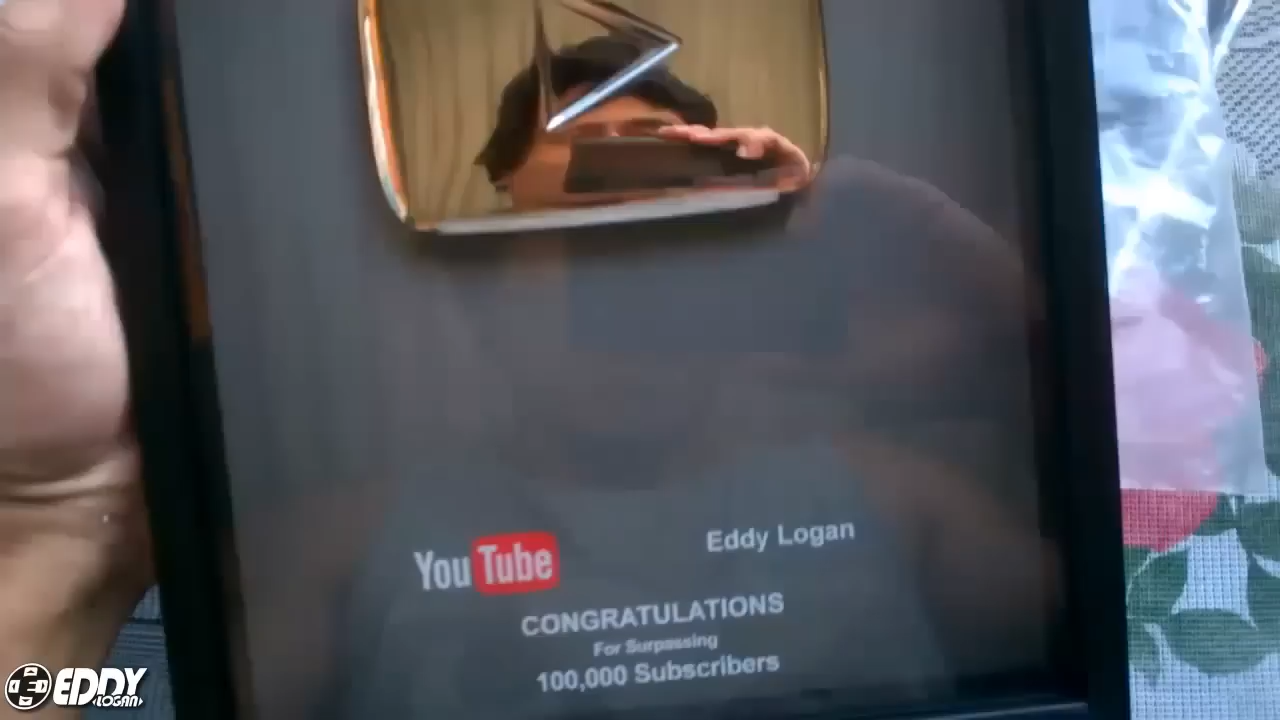 YouTube
Eddy Logan
CONGRATULATIONS
For Surpassing
100,000 Subscribers
EDDY
LOGAN